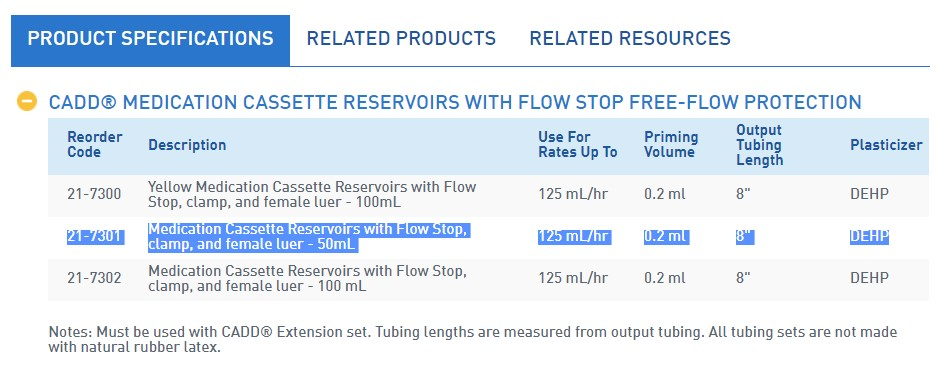 PRODUCT SPECIFICATIONS RELATED PRODUCTS RELATED RESOURCES
CADD® MEDICATION CASSETTE RESERVOIRS WITH FLOW STOP FREE-FLOW PROTECTION
Reorder Code Description Use For Rates Up To Priming Volume Output Tubing Length Plasticizer
21-7300 Yellow Medication Cassette Reservoirs with Flow Stop, clamp, and female luer - 100mL 125 mL/hr 0.2 ml 8" DEHP
21-7301 Medication Cassette Reservoirs with Flow Stop, clamp, and female luer - 50mL 125 mL/hr 0.2 ml 8" DEHP
21-7302 Medication Cassette Reservoirs with Flow Stop, clamp, and female luer - 100 mL 125 mL/hr 0.2 ml 8" DEHP
Notes: Must be used with CADD® Extension set. Tubing lengths are measured from output tubing. All tubing sets are not made
with natural rubber latex.